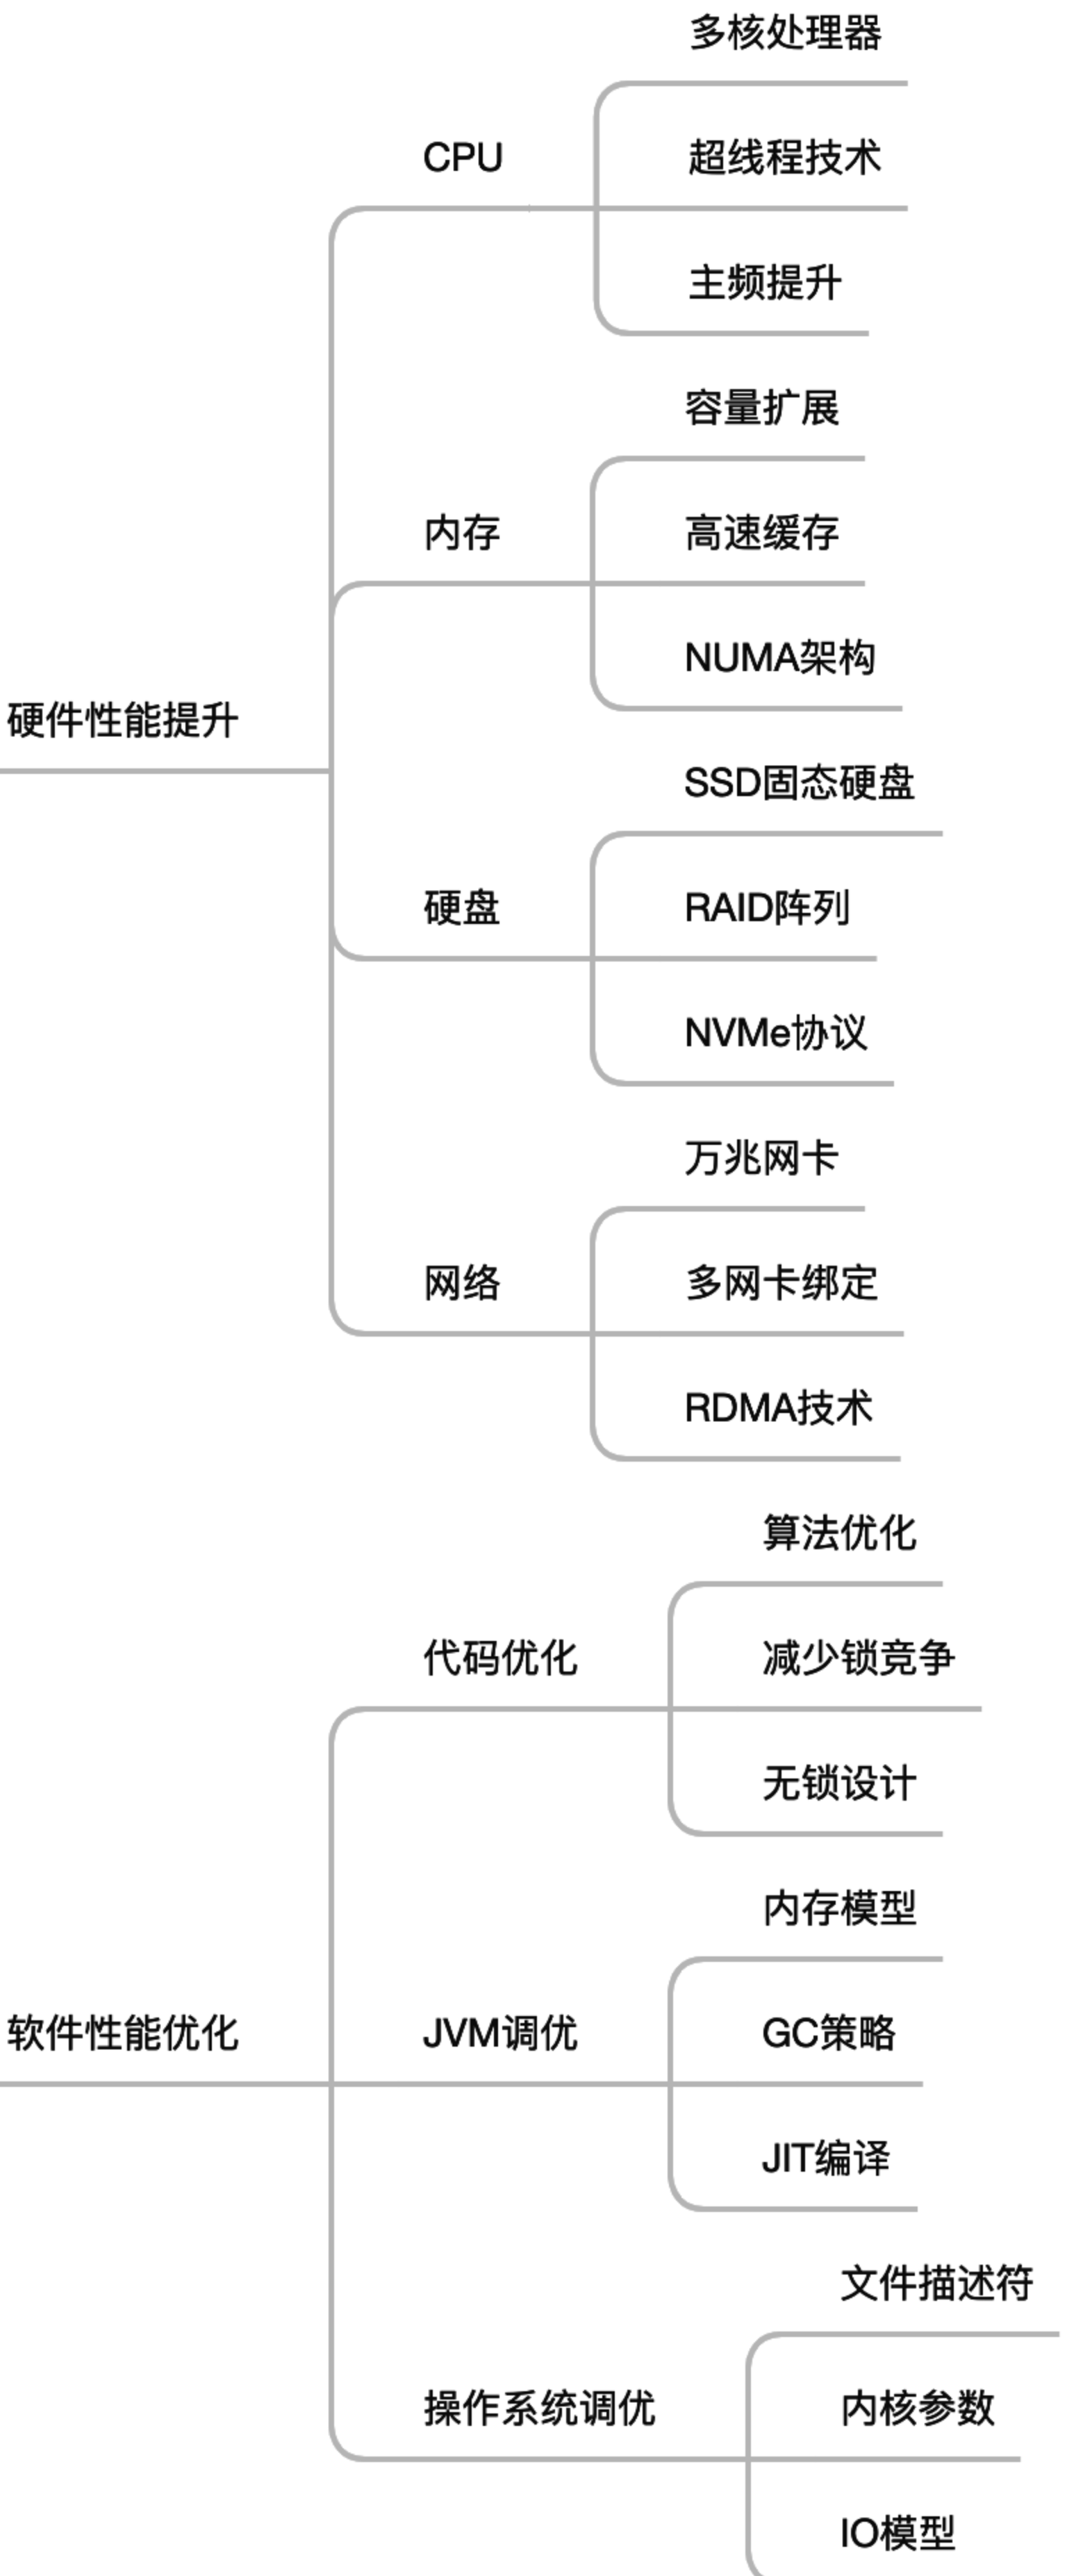 多核处理器
CPU
超线程技术
主频提升
容量扩展
内存
高速缓存
NUMA架构
硬件性能提升
SSD固态硬盘
硬盘
RAID阵列
NVMe协议
万兆网卡
网络
多网卡绑定
RDMA技术
算法优化
代码优化
减少锁竞争
无锁设计
内存模型
软件性能优化
JVM调优
GC策略
JIT编译
文件描述符
操作系统调优
内核参数
IO模型